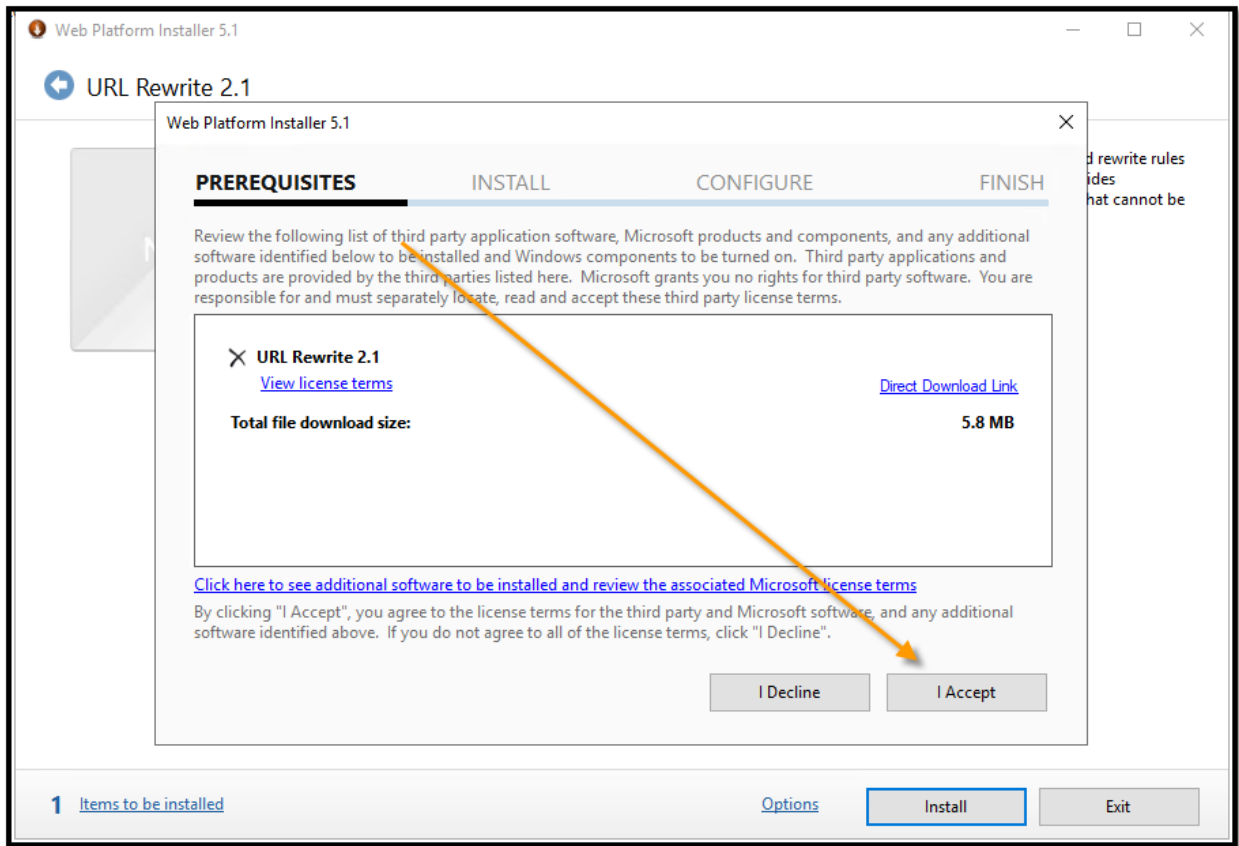 Web Platform Installer 5.1
URL Rewrite 2.1
Web Platform Installer 5.1
PREREQUISITES INSTALL CONFIGURE FINISH
rewrite rules
ides
hat cannot be
Review the following list of third party application software, Microsoft products and components, and any additional
software identified below to be installed and Windows components to be turned on. Third party applications and
products are provided by the third parties listed here. Microsoft grants you no rights for third party software. You are
responsible for and must separately locate, read and accept these third party license terms.
URL Rewrite 2.1
View license terms Direct Download Link
Total file download size: 5.8 MB
Click here to see additional software to be installed and review the associated Microsoft license terms
By clicking "I Accept", you agree to the license terms for the third party and Microsoft software, and any additional
software identified above. If you do not agree to all of the license terms, click "I Decline".
I Decline I Accept
1 Items to be installed Options Install Exit